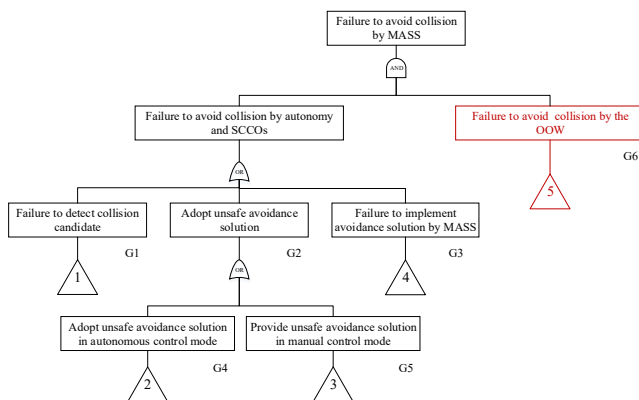 Failure to avoid collision
by MASS
AND
Failure to avoid collision by autonomy
and SCCOs
Failure to avoid collision by the
OOW
G6
OR
5
Failure to detect collision
candidate
G1
Adopt unsafe avoidance
solution
G2
Failure to implement
avoidance solution by MASS
G3
1
OR
4
Adopt unsafe avoidance solution
in autonomous control mode
G4
Provide unsafe avoidance solution
in manual control mode
G5
2
3